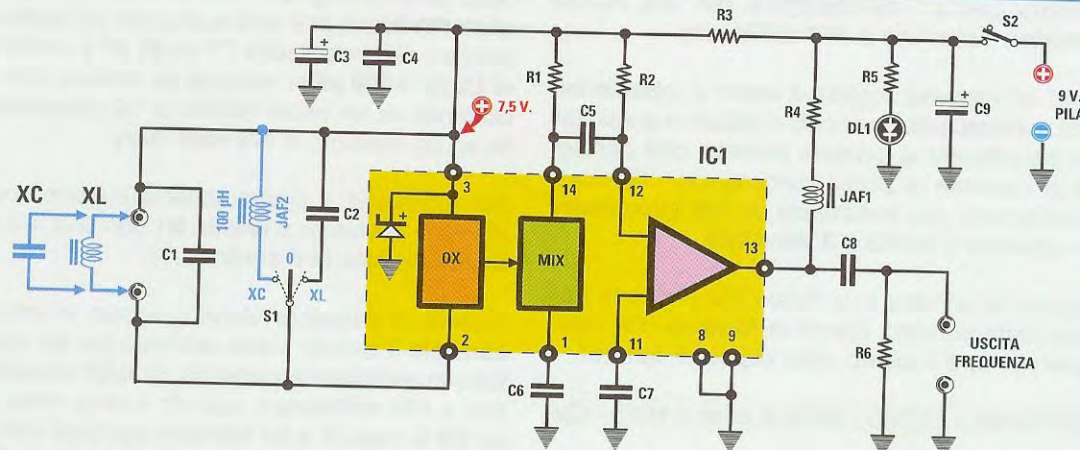 R3
S2
C3
+
C4
R1
R2
R4
R5
C9
+
+
9 V.
PILA
−
C5
DL1
+ 7,5 V.
IC1
JAF1
3
14
12
XC
XL
C1
100 µH
JAF2
C2
+
OX
MIX
13
C8
0
XC
XL
S1
2
1
11
8
9
R6
USCITA
FREQUENZA
C6
C7